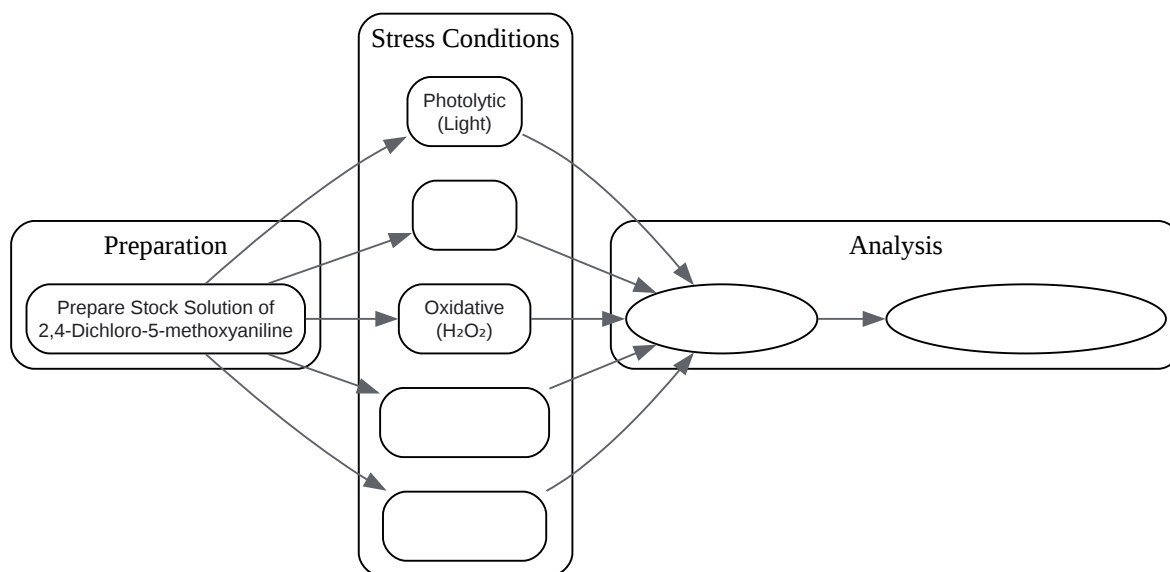 Stress Conditions
Photolytic
(Light)
Preparation
Analysis
Prepare Stock Solution of
2,4-Dichloro-5-methoxyaniline
Oxidative
(H₂O₂)